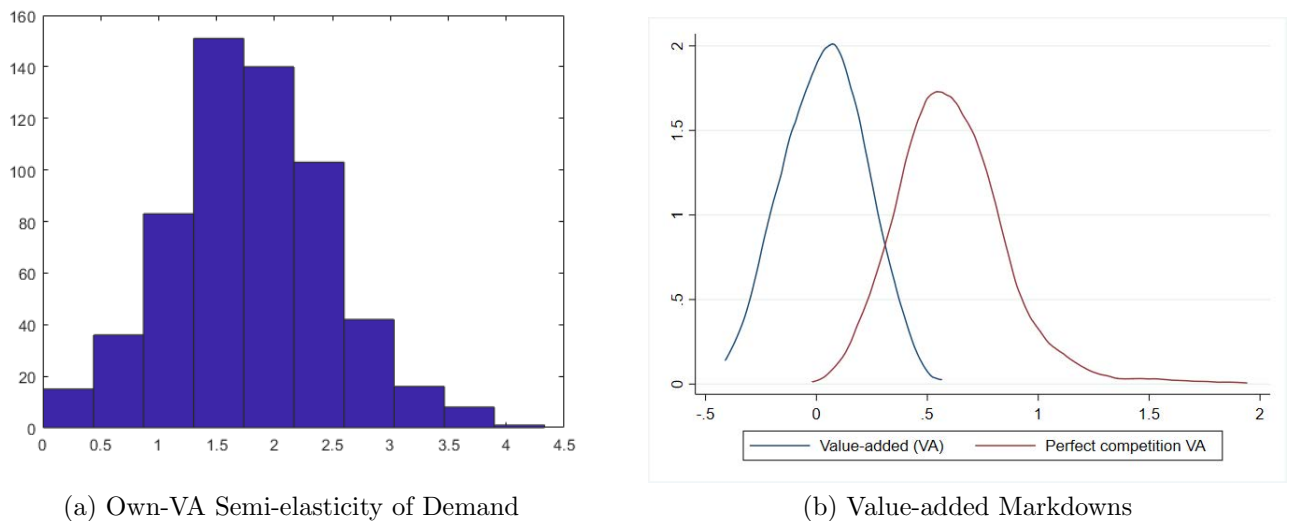 160
140
120
100
80
60
40
20
0
0 0.5 1 1.5 2 2.5 3 3.5 4 4.5
(a) Own-VA Semi-elasticity of Demand
2
1.5
1
.5
0
-.5 0 .5 1 1.5 2
Value-added (VA) Perfect competition VA
(b) Value-added Markdowns